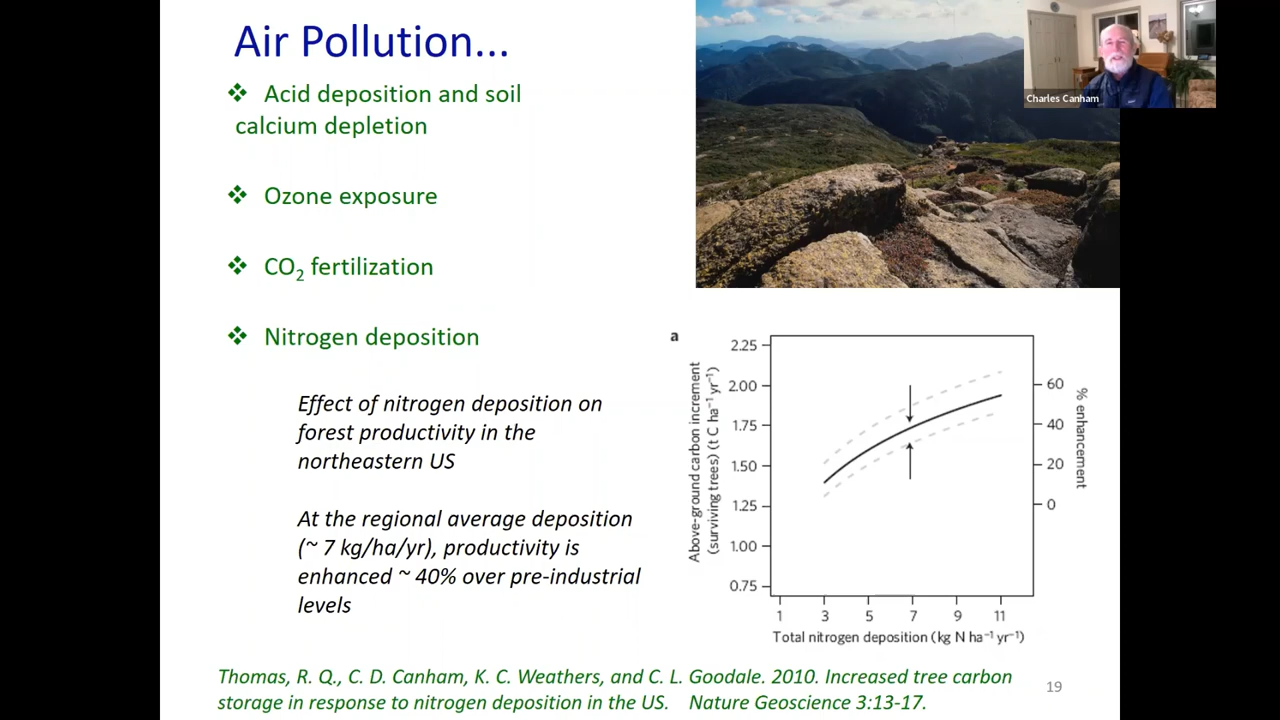 Air Pollution...
❖ Acid deposition and soil
calcium depletion
❖ Ozone exposure
❖ CO₂ fertilization
❖ Nitrogen deposition
Effect of nitrogen deposition on
forest productivity in the
northeastern US
At the regional average deposition
(~ 7 kg/ha/yr), productivity is
enhanced ~ 40% over pre-industrial
levels
Charles Canham
a
Above-ground carbon increment
(surviving trees) (t C ha⁻¹ yr⁻¹)
2.25
2.00
1.75
1.50
1.25
1.00
0.75
60
40
20
0
% enhancement
1 3 5 7 9 11
Total nitrogen deposition (kg N ha⁻¹ yr⁻¹)
Thomas, R. Q., C. D. Canham, K. C. Weathers, and C. L. Goodale. 2010. Increased tree carbon
storage in response to nitrogen deposition in the US. Nature Geoscience 3:13-17.
19